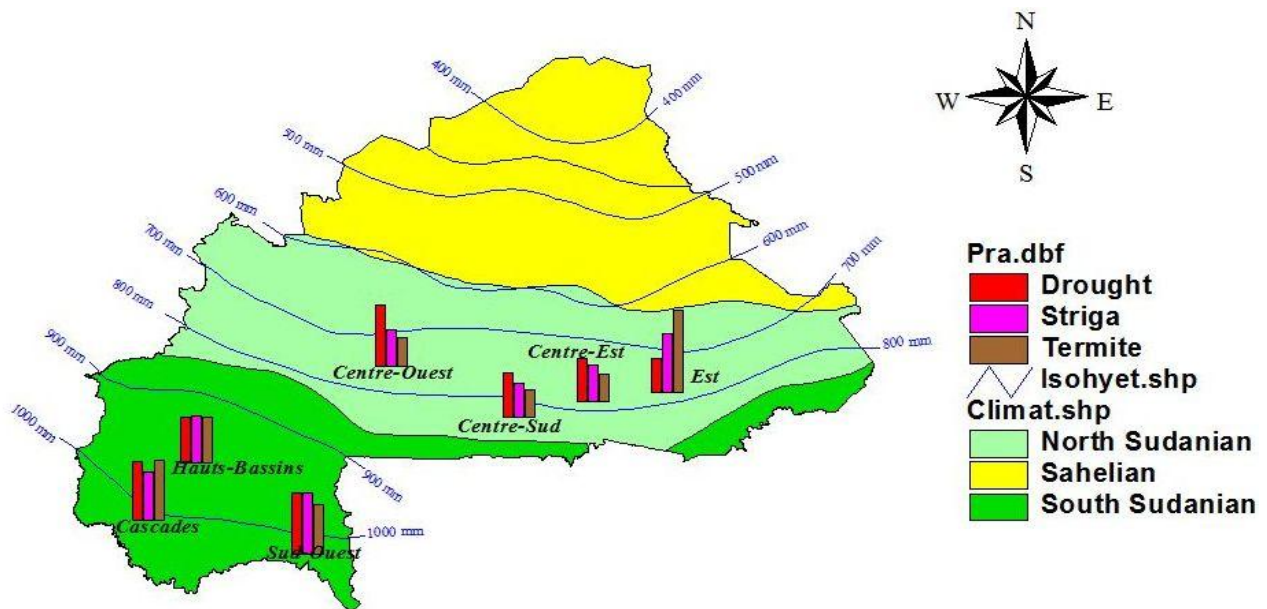 N
W E
S
400 mm
400 mm
500 mm
500 mm
600 mm
600 mm
700 mm
700 mm
800 mm
800 mm
900 mm
900 mm
1000 mm
1000 mm
Centre-Ouest
Centre-Est
Est
Centre-Sud
Hauts-Bassins
Cascades
Sud-Ouest
Pra.dbf
Drought
Striga
Termite
Isohyet.shp
Climat.shp
North Sudanian
Sahelian
South Sudanian